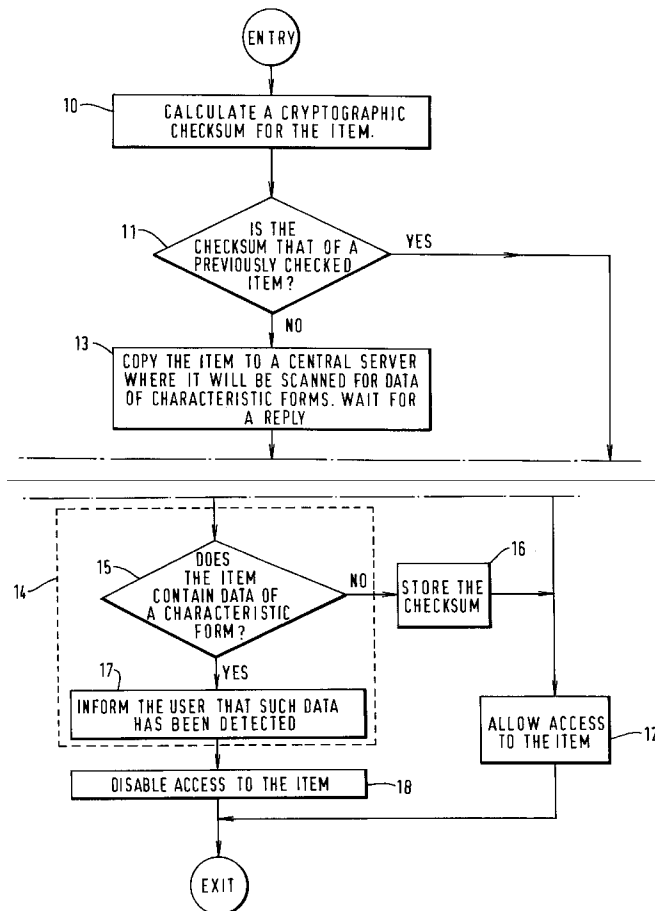 ENTRY
10
CALCULATE A CRYPTOGRAPHIC
CHECKSUM FOR THE ITEM.
11
IS THE
CHECKSUM THAT OF A
PREVIOUSLY CHECKED
ITEM?
YES
NO
13
COPY THE ITEM TO A CENTRAL SERVER
WHERE IT WILL BE SCANNED FOR DATA
OF CHARACTERISTIC FORMS. WAIT FOR
A REPLY
14
15
DOES
THE ITEM
CONTAIN DATA OF
A CHARACTERISTIC
FORM?
NO
16
STORE THE
CHECKSUM
YES
17
INFORM THE USER THAT SUCH DATA
HAS BEEN DETECTED
ALLOW ACCESS
TO THE ITEM
12
DISABLE ACCESS TO THE ITEM
18
EXIT